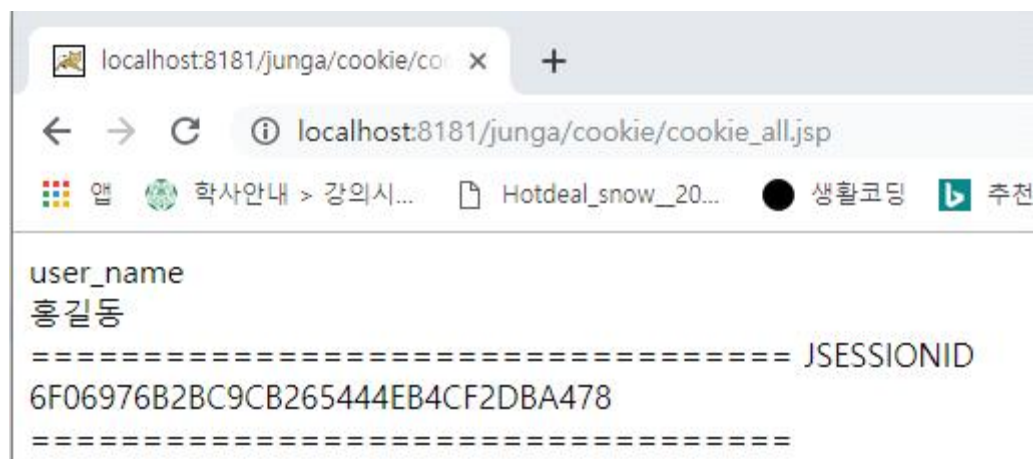 localhost:8181/junga/cookie/co
localhost:8181/junga/cookie/cookie_all.jsp
앱 학사안내 > 강의시... Hotdeal_snow__20... 생활코딩 추천
user_name
홍길동
================================== JSESSIONID
6F06976B2BC9CB265444EB4CF2DBA478
==================================